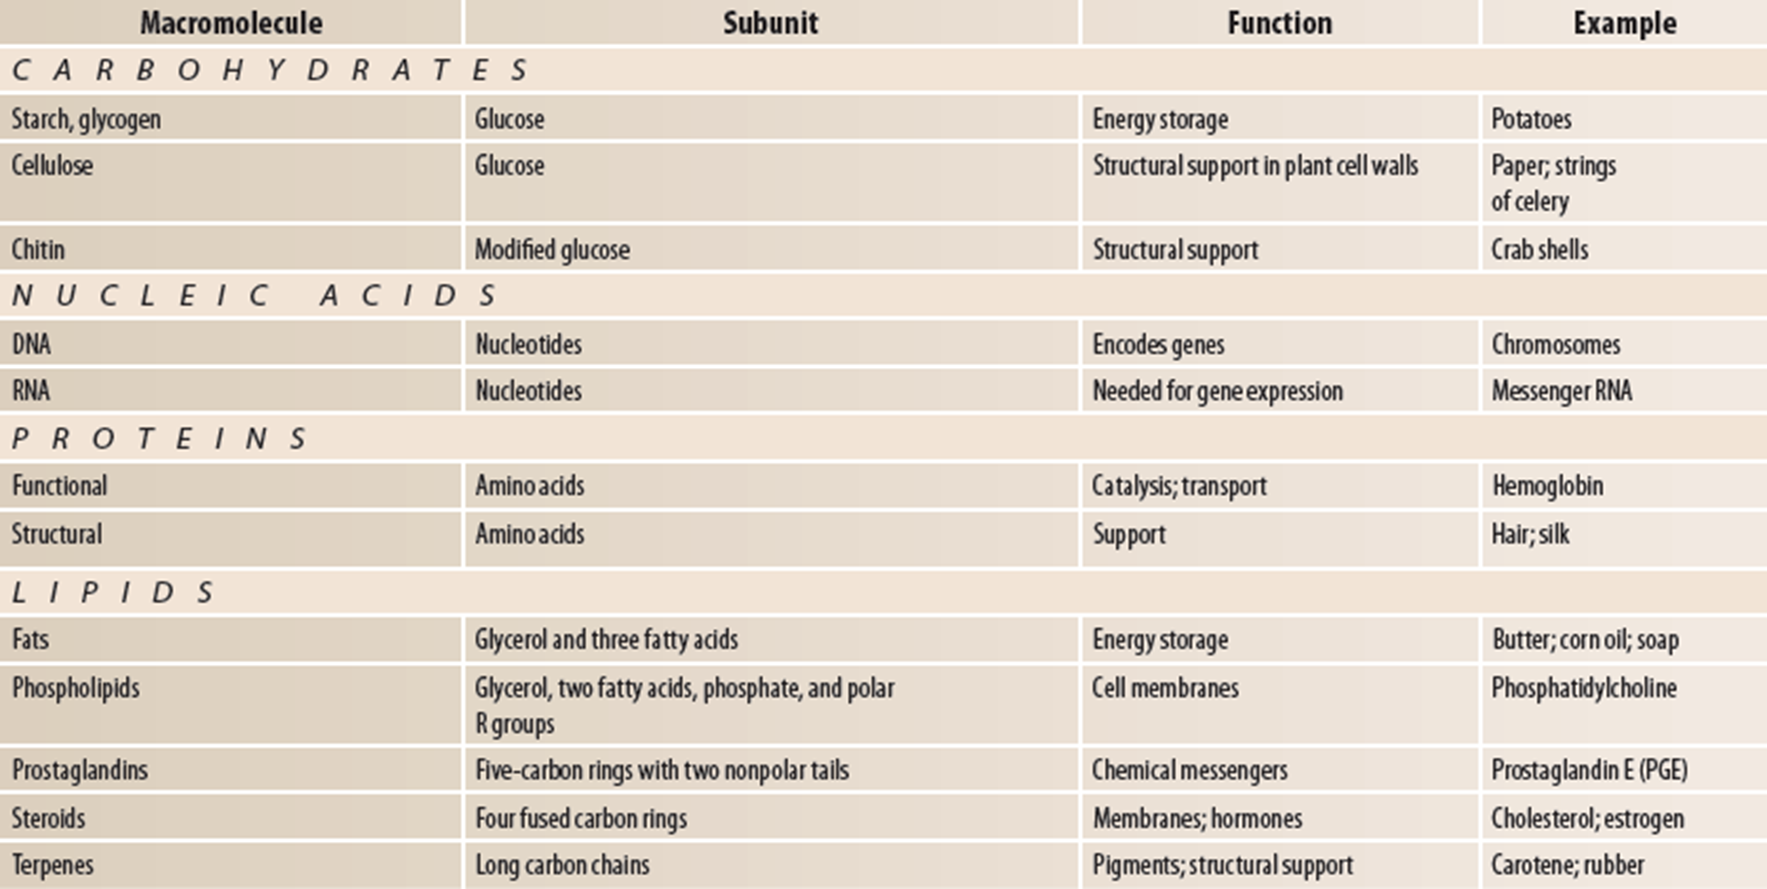 Macromolecule Subunit Function Example
CARBOHYDRATES
Starch, glycogen Glucose Energy storage Potatoes
Cellulose Glucose Structural support in plant cell walls Paper; strings
of celery
Chitin Modified glucose Structural support Crab shells
NUCLEIC ACIDS
DNA Nucleotides Encodes genes Chromosomes
RNA Nucleotides Needed for gene expression Messenger RNA
PROTEINS
Functional Amino acids Catalysis; transport Hemoglobin
Structural Amino acids Support Hair; silk
LIPIDS
Fats Glycerol and three fatty acids Energy storage Butter; corn oil; soap
Phospholipids Glycerol, two fatty acids, phosphate, and polar Cell membranes Phosphatidylcholine
R groups
Prostaglandins Five-carbon rings with two nonpolar tails Chemical messengers Prostaglandin E (PGE)
Steroids Four fused carbon rings Membranes; hormones Cholesterol; estrogen
Terpenes Long carbon chains Pigments; structural support Carotene; rubber